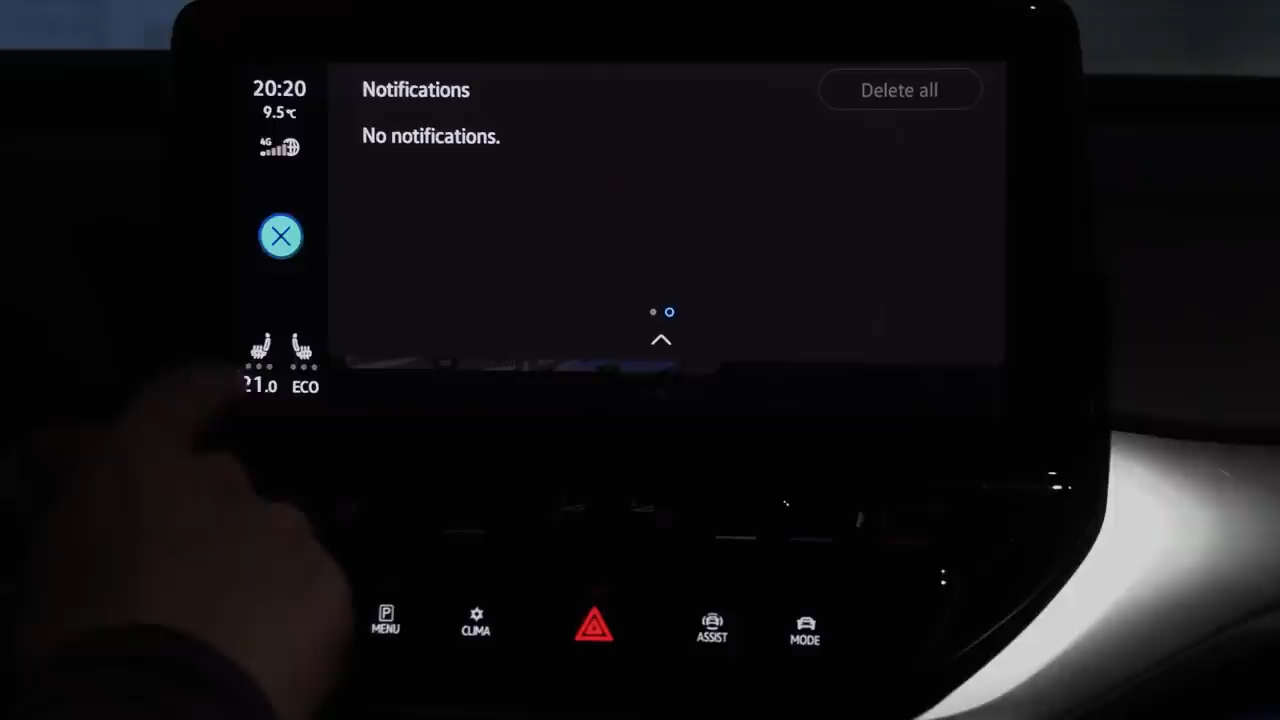 20:20
9.5°C
4G
Notifications
Delete all
No notifications.
21.0 ECO
P
MENU
CLIMA
ASSIST
MODE